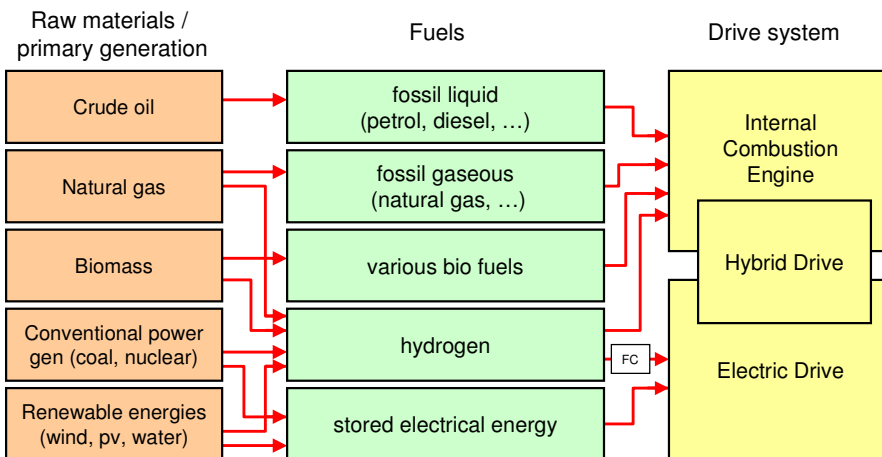 Raw materials /
primary generation
Fuels
Drive system
Crude oil
fossil liquid
(petrol, diesel, …)
Internal
Combustion
Engine
Natural gas
fossil gaseous
(natural gas, …)
Biomass
various bio fuels
Hybrid Drive
Conventional power
gen (coal, nuclear)
hydrogen
FC
Electric Drive
Renewable energies
(wind, pv, water)
stored electrical energy